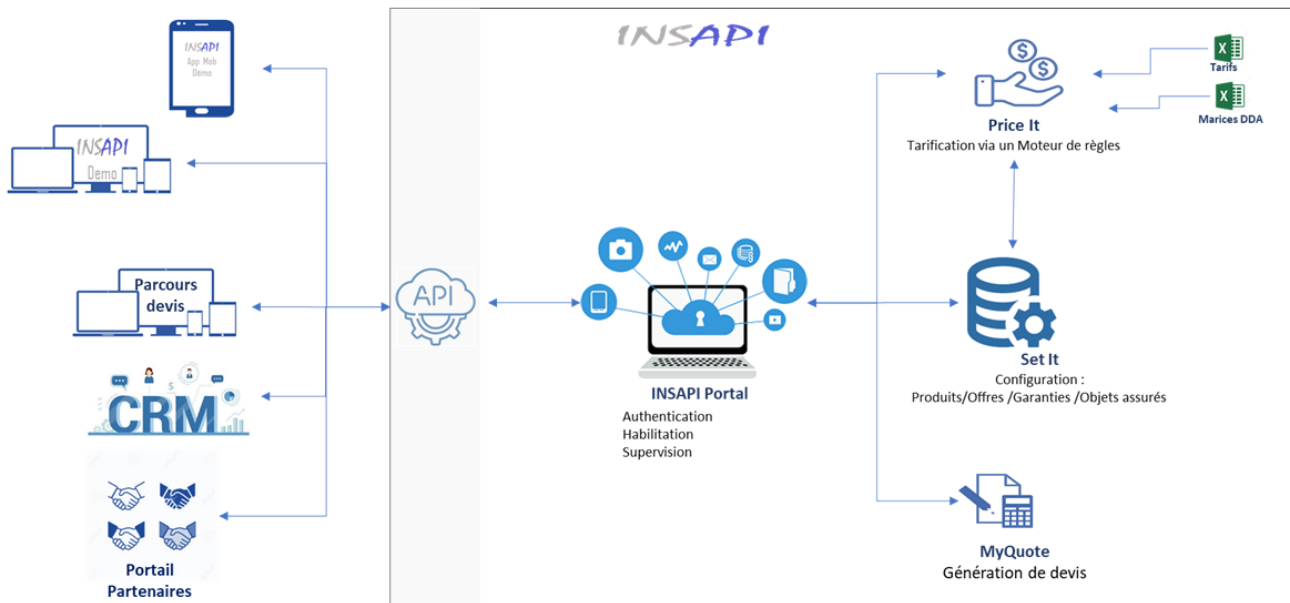 INSAPI
INSAPI
App Mob
Démo
INSAPI
Demo
Parcours
devis
CRM
Portail
Partenaires
API
INSAPI Portal
Authentication
Habilitation
Supervision
Price It
Tarification via un Moteur de règles
Tarifs
Marices DDA
Set It
Configuration :
Produits/Offres /Garanties /Objets assurés
MyQuote
Génération de devis